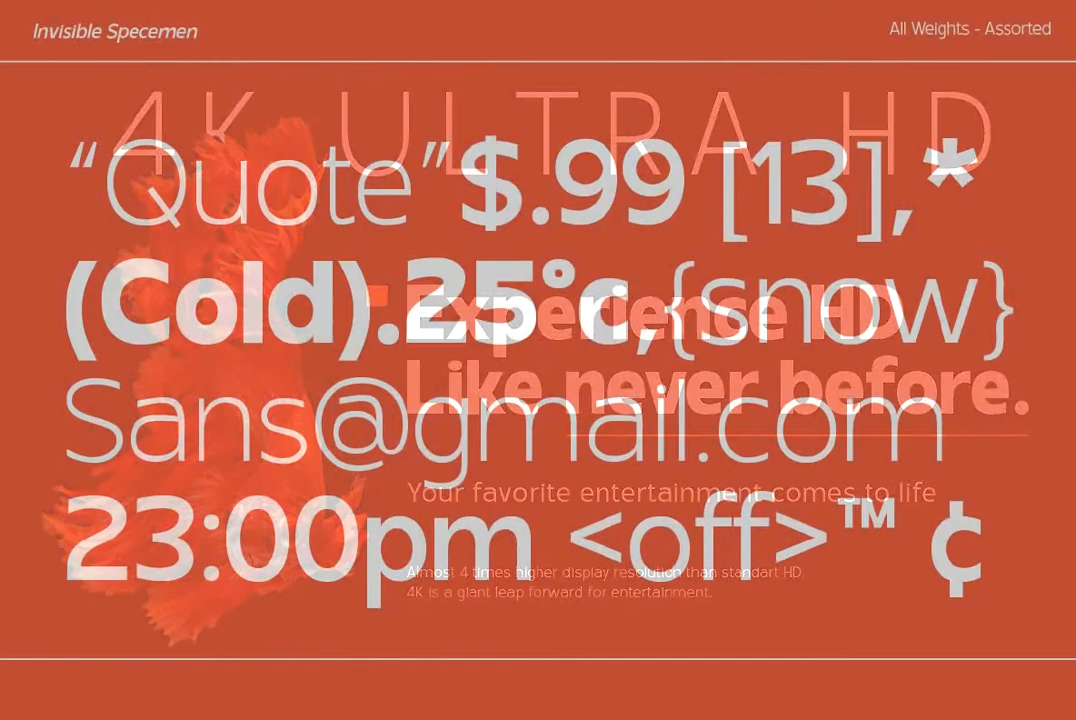 Invisible Specemen
All Weights - Assorted
4K ULTRA HD
“Quote”$.99 [13],*
(Cold).25°c,{snow}
Experience HD
Like never before.
Sans@gmail.com
Your favorite entertainment comes to life
23:00pm <off>™ ¢
Almost 4 times higher display resolution than standart HD
4K is a giant leap forward for entertainment.